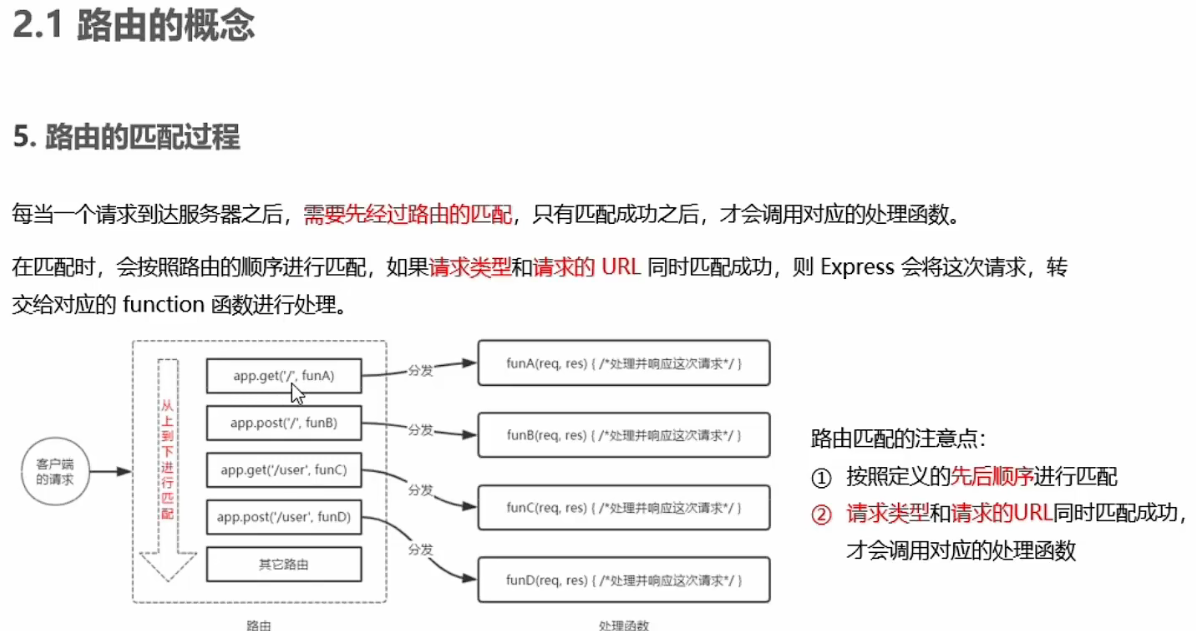 2.1 路由的概念
5. 路由的匹配过程
每当一个请求到达服务器之后，需要先经过路由的匹配，只有匹配成功之后，才会调用对应的处理函数。
在匹配时，会按照路由的顺序进行匹配，如果请求类型和请求的 URL 同时匹配成功，则 Express 会将这次请求，转
交给对应的 function 函数进行处理。
客户端
的请求
从上到下进行匹配
app.get('/', funA)
app.post('/', funB)
app.get('/user', funC)
app.post('/user', funD)
其它路由
路由
分发
分发
分发
分发
funA(req, res) { /*处理并响应这次请求*/ }
funB(req, res) { /*处理并响应这次请求*/ }
funC(req, res) { /*处理并响应这次请求*/ }
funD(req, res) { /*处理并响应这次请求*/ }
处理函数
路由匹配的注意点：
① 按照定义的先后顺序进行匹配
② 请求类型和请求的URL同时匹配成功，
才会调用对应的处理函数